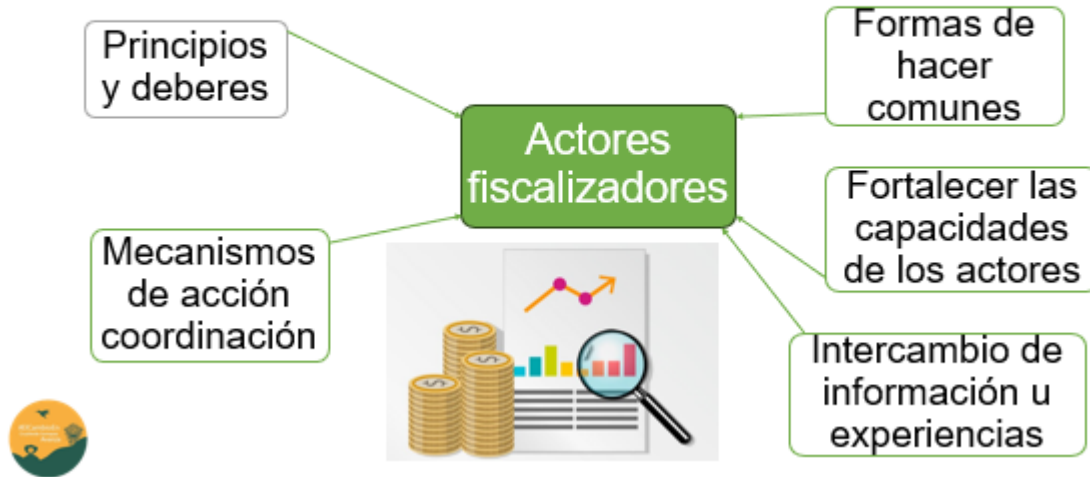 Principios
y deberes
Formas de
hacer
comunes
Actores
fiscalizadores
Fortalecer las
capacidades
de los actores
Mecanismos
de acción
coordinación
Intercambio de
información u
experiencias